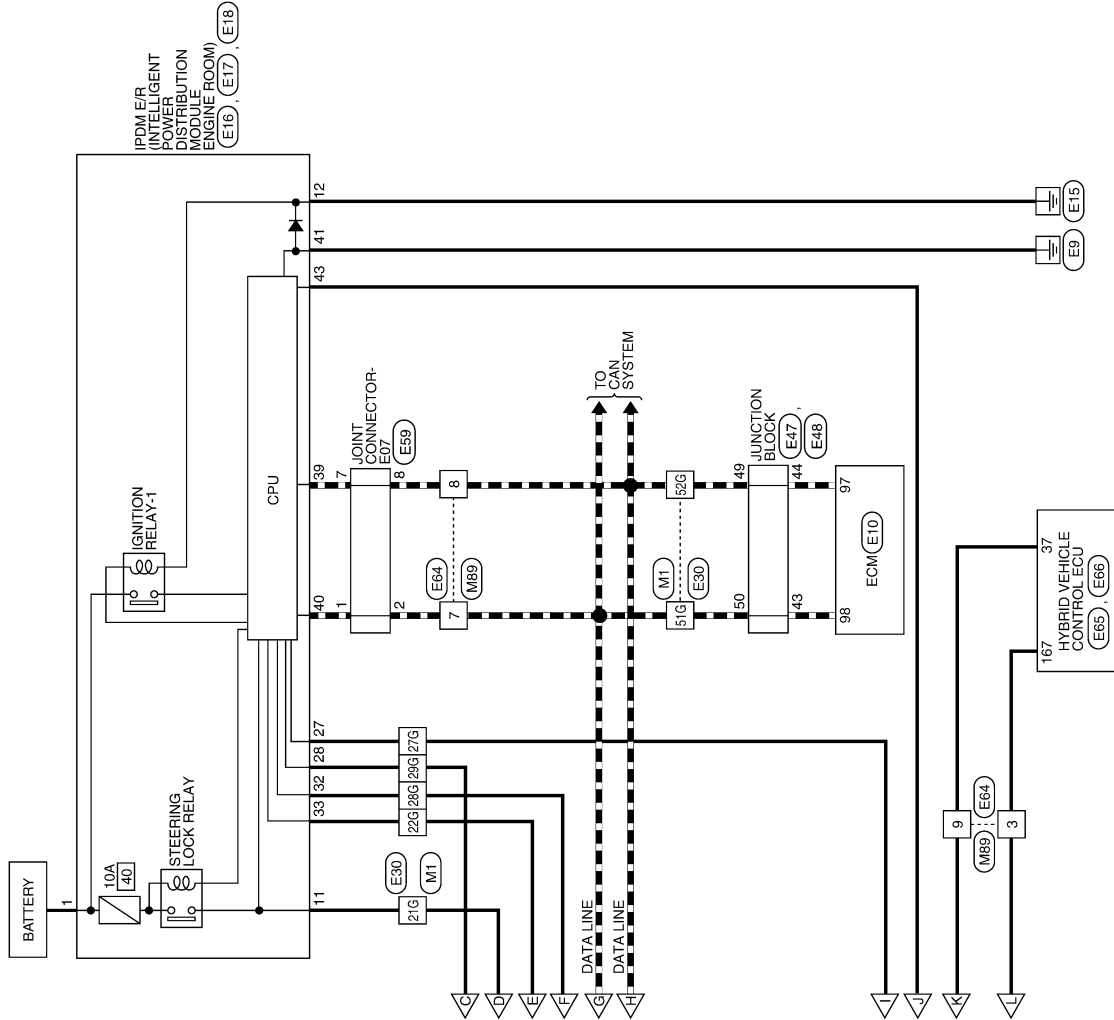 IPDM E/R
(INTELLIGENT
POWER
DISTRIBUTION
MODULE
ENGINE ROOM)
E16 , E17 , E18
BATTERY
1
10A
40
STEERING
LOCK RELAY
IGNITION
RELAY-1
CPU
11
33
32
28
27
40
39
43
41
12
21G
E30
M1
22G
28G
29G
27G
1
7
JOINT
CONNECTOR-
E07
E59
2
8
7
8
E64
M89
TO
CAN
SYSTEM
DATA LINE
DATA LINE
51G
52G
M1
E30
50
49
JUNCTION
BLOCK
E47 ,
E48
43
44
98
97
ECM
E10
E9
E15
9
3
M89
E64
167
37
HYBRID VEHICLE
CONTROL ECU
E65 , E66
C
D
E
F
G
H
I
J
K
L